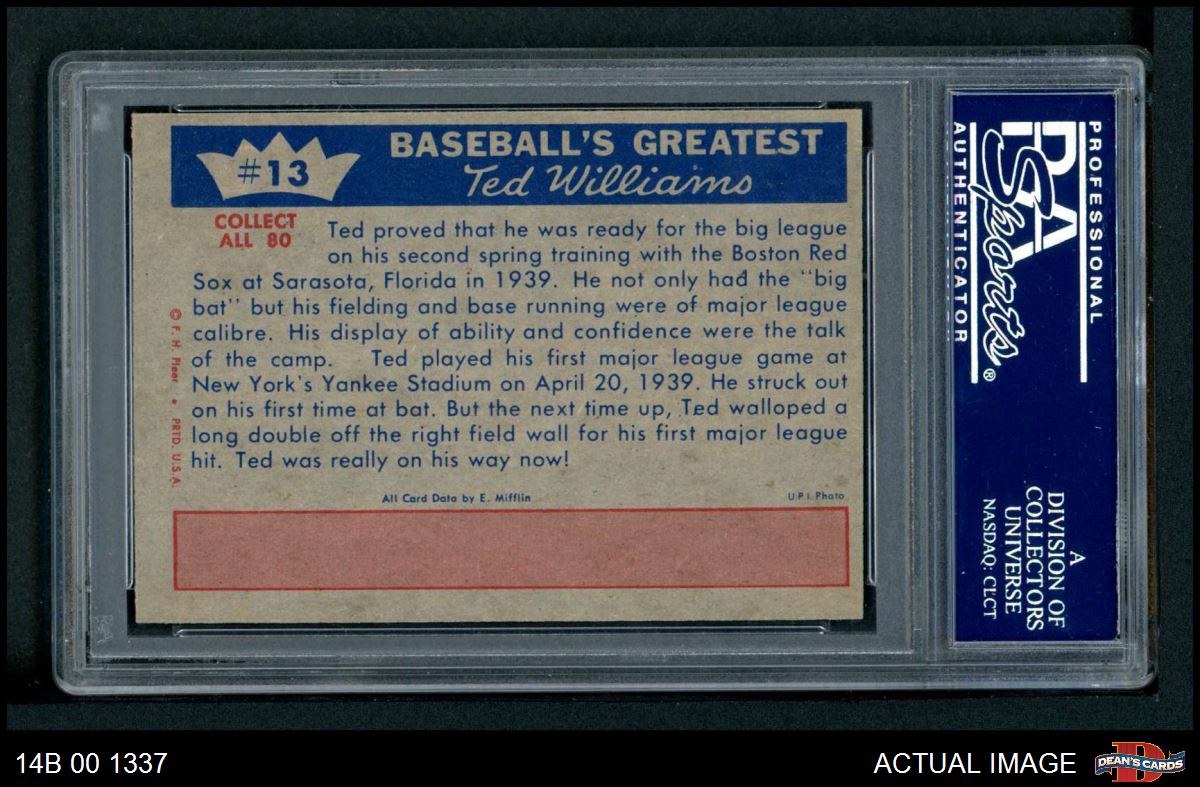 #13
BASEBALL'S GREATEST
Ted Williams
COLLECT
ALL 80
Ted proved that he was ready for the big league
on his second spring training with the Boston Red
Sox at Sarasota, Florida in 1939. He not only had the "big
bat" but his fielding and base running were of major league
calibre. His display of ability and confidence were the talk
of the camp. Ted played his first major league game at
New York's Yankee Stadium on April 20, 1939. He struck out
on his first time at bat. But the next time up, Ted walloped a
long double off the right field wall for his first major league
hit. Ted was really on his way now!
All Card Data by E. Mifflin
U P I Photo
© F. H. Fleer • PRTD. U.S.A.
PROFESSIONAL
PSA
Sports®
AUTHENTICATOR
A
DIVISION OF
COLLECTORS
UNIVERSE
NASDAQ: CLCT
14B 00 1337
ACTUAL IMAGE
D
DEAN'S CARDS